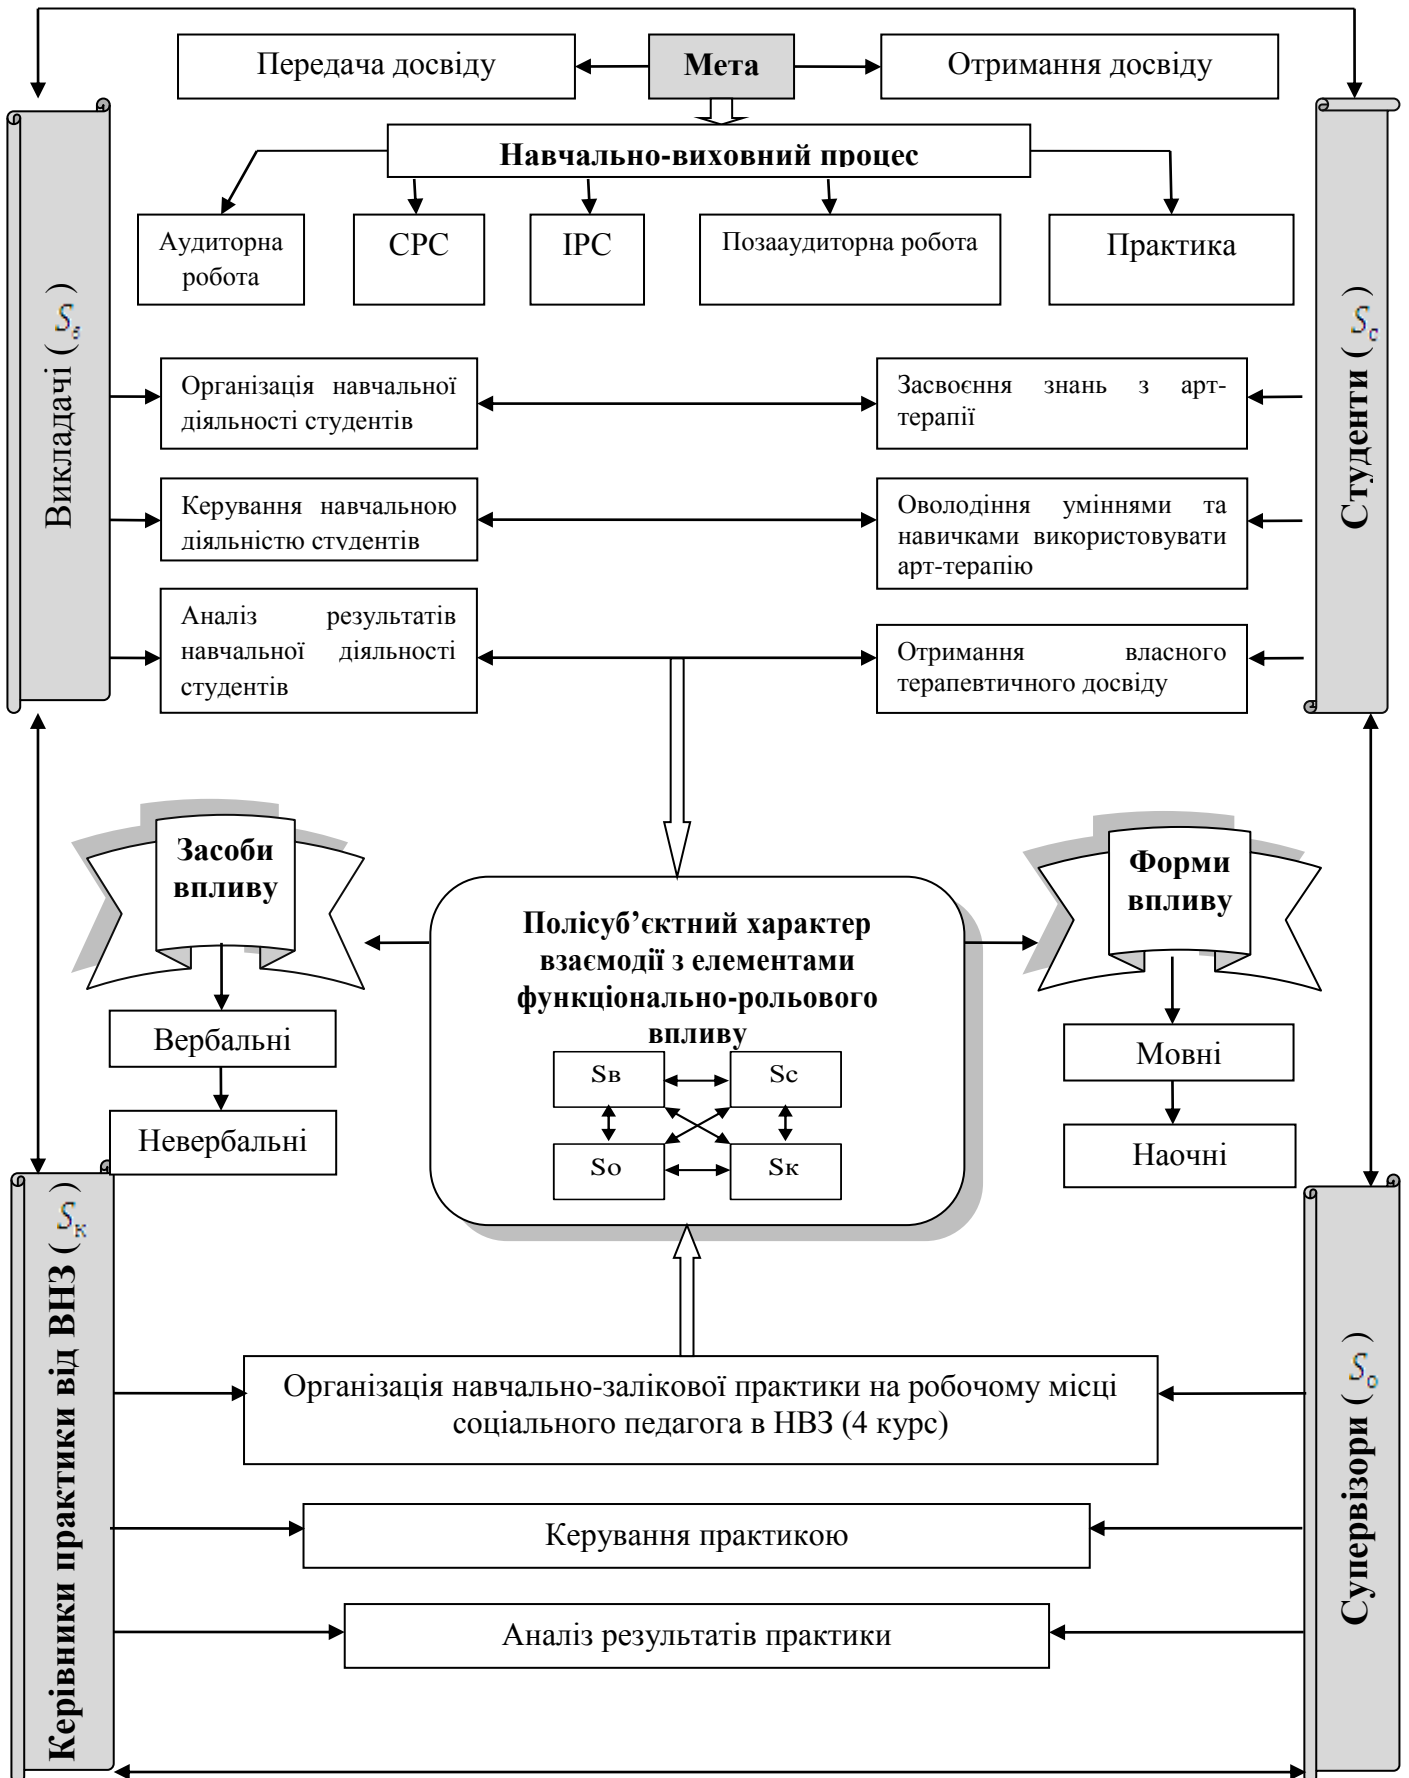 Передача досвіду
Мета
Отримання досвіду
Навчально-виховний процес
Аудиторна
робота
СРС
ІРС
Позааудиторна робота
Практика
Викладачі (Sв)
Студенти (Sс)
Організація навчальної
діяльності студентів
Засвоєння знань з арт-
терапії
Керування навчальною
діяльністю студентів
Оволодіння уміннями та
навичками використовувати
арт-терапію
Аналіз результатів
навчальної діяльності
студентів
Отримання власного
терапевтичного досвіду
Засоби
впливу
Форми
впливу
Полісуб’єктний характер
взаємодії з елементами
функціонально-рольового
впливу
Sв
Sс
Sо
Sк
Вербальні
Невербальні
Мовні
Наочні
Керівники практики від ВНЗ (Sк)
Супервізори (Sо)
Організація навчально-залікової практики на робочому місці
соціального педагога в НВЗ (4 курс)
Керування практикою
Аналіз результатів практики